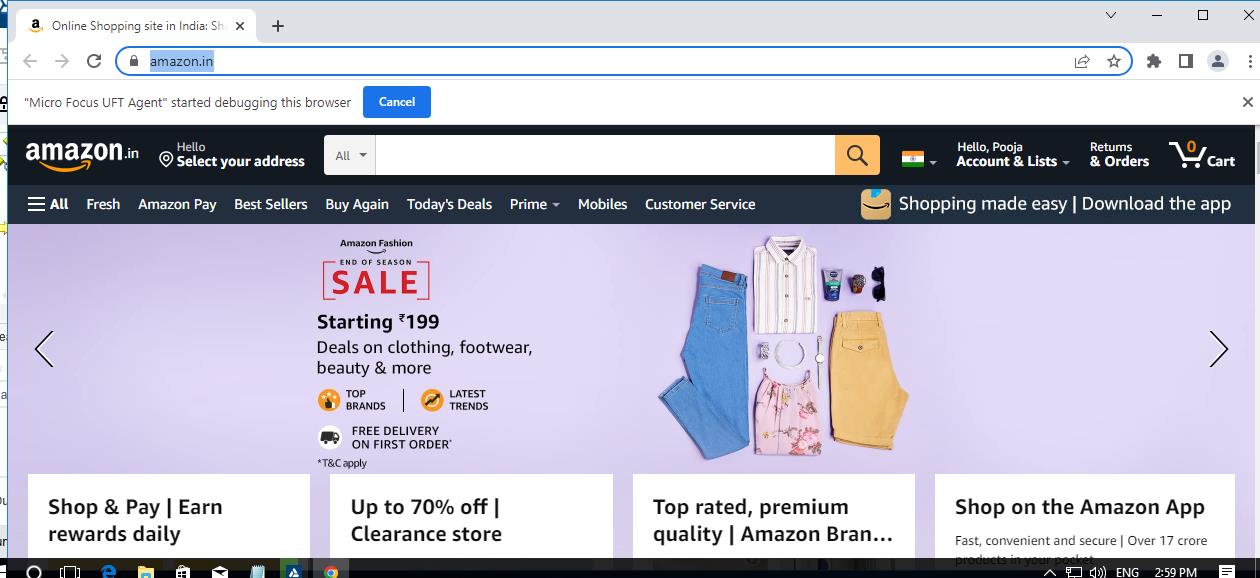 Online Shopping site in India: Sh
amazon.in
"Micro Focus UFT Agent" started debugging this browser Cancel
amazon.in
Hello
Select your address
All
Hello, Pooja
Account & Lists
Returns
& Orders
0
Cart
All Fresh Amazon Pay Best Sellers Buy Again Today's Deals Prime Mobiles Customer Service Shopping made easy | Download the app
Amazon Fashion
END OF SEASON
SALE
Starting ₹199
Deals on clothing, footwear,
beauty & more
TOP
BRANDS
LATEST
TRENDS
FREE DELIVERY
ON FIRST ORDER*
*T&C apply
Shop & Pay | Earn
rewards daily
Up to 70% off |
Clearance store
Top rated, premium
quality | Amazon Bran...
Shop on the Amazon App
Fast, convenient and secure | Over 17 crore
products in your pocket
ENG 2:59 PM